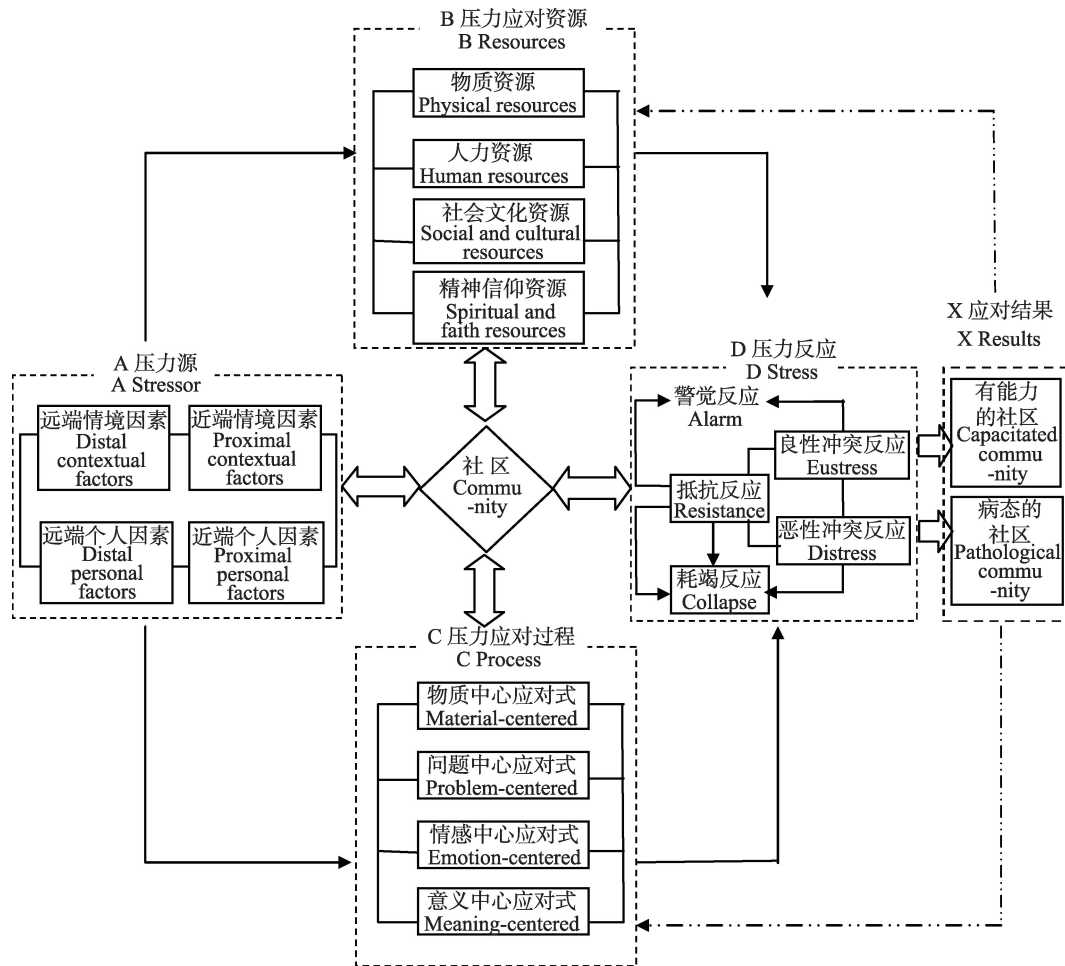 B 压力应对资源
B Resources
物质资源
Physical resources
人力资源
Human resources
社会文化资源
Social and cultural
resources
精神信仰资源
Spiritual and
faith resources
A 压力源
A Stressor
远端情境因素
Distal
contextual
factors
近端情境因素
Proximal
contextual
factors
远端个人因素
Distal
personal
factors
近端个人因素
Proximal
personal
factors
社区
Commu
-nity
D 压力反应
D Stress
警觉反应
Alarm
良性冲突反应
Eustress
抵抗反应
Resistance
恶性冲突反应
Distress
耗竭反应
Collapse
X 应对结果
X Results
有能力
的社区
Capacitated
commu
-nity
病态的
社区
Pathological
commu
-nity
C 压力应对过程
C Process
物质中心应对式
Material-centered
问题中心应对式
Problem-centered
情感中心应对式
Emotion-centered
意义中心应对式
Meaning-centered